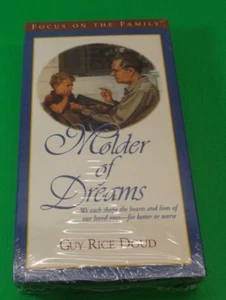 FOCUS ON THE FAMILY
Molder
of
Dreams
We each shape the hearts and lives of
our loved ones—for better or worse
GUY RICE DOUD